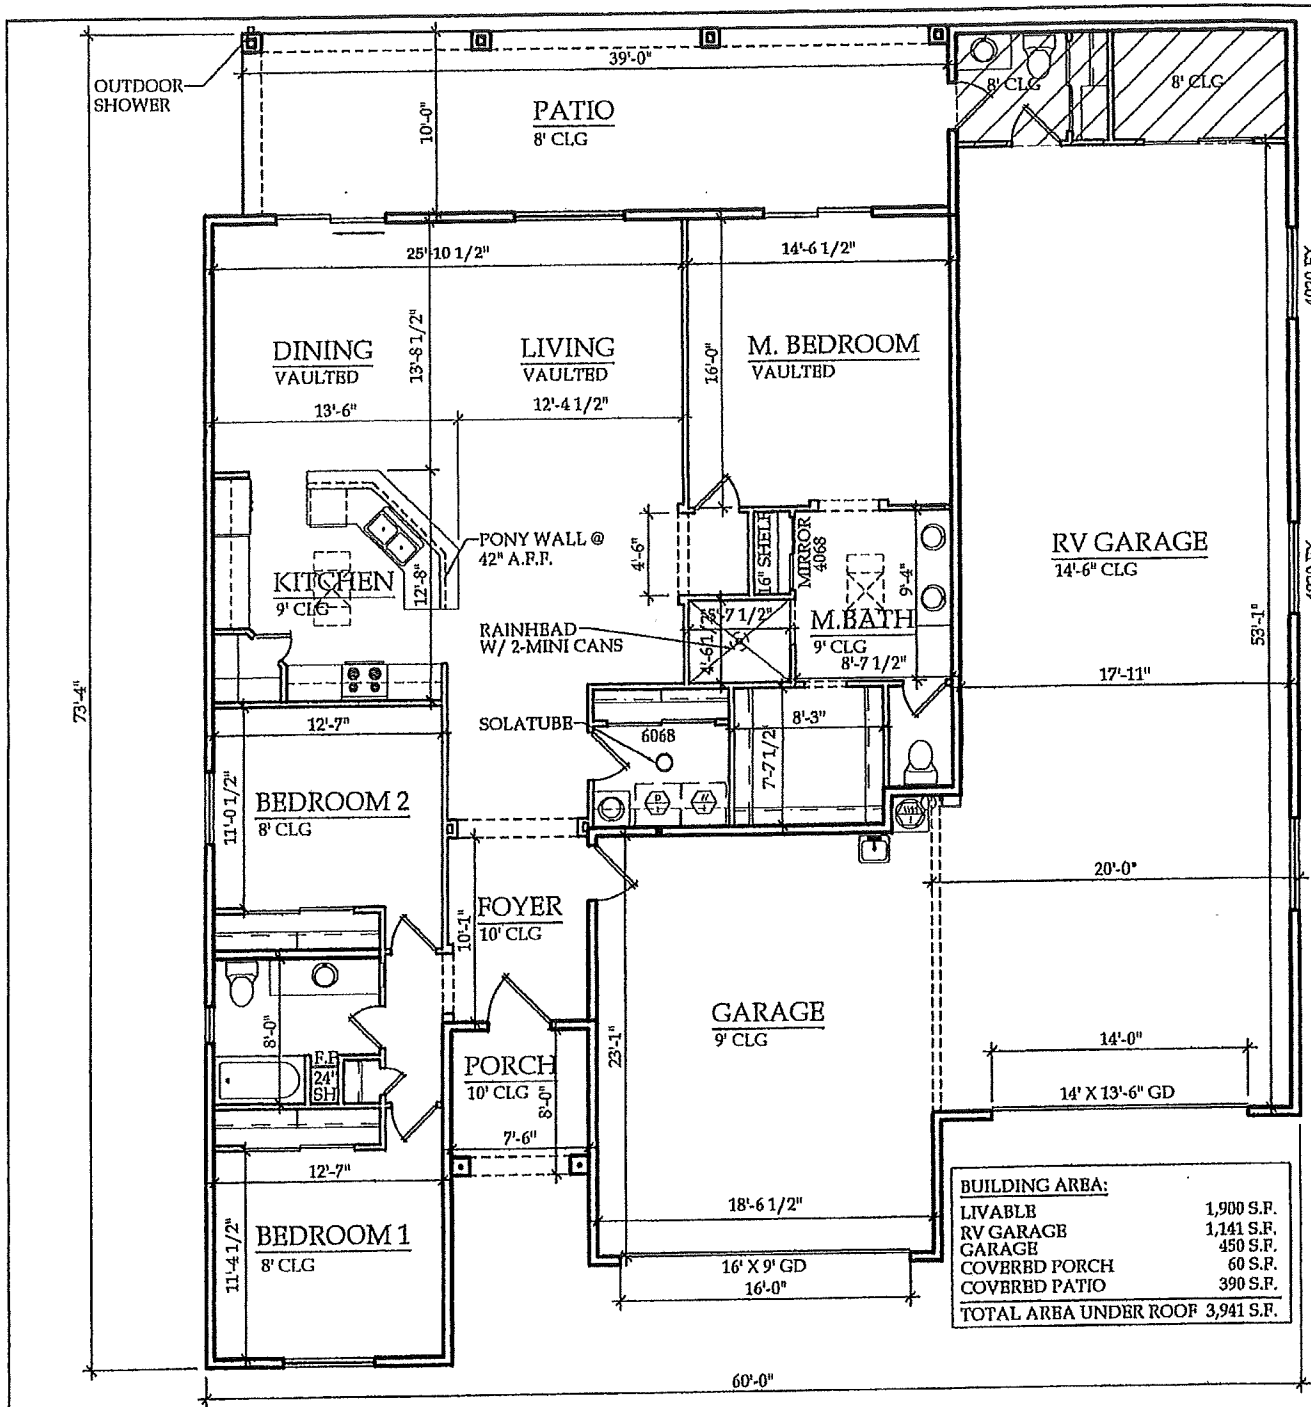 OUTDOOR
SHOWER
39'-0"
10'-0"
PATIO
8' CLG
8' CLG
8' CLG
25'-10 1/2"
14'-6 1/2"
DINING
VAULTED
13'-8 1/2"
LIVING
VAULTED
M. BEDROOM
VAULTED
16'-0"
13'-6"
12'-4 1/2"
PONY WALL @
42" A.F.F.
4'-6"
16" SHELF
MIRROR
4068
9'-4"
RV GARAGE
14'-6" CLG
53'-1"
KITCHEN
9' CLG
12'-8"
RAINHEAD
W/ 2-MINI CANS
4'-6 1/2"
M.BATH
9' CLG
8'-7 1/2"
17'-11"
73'-4"
12'-7"
SOLATUBE
6068
8'-3"
7'-7 1/2"
BEDROOM 2
8' CLG
11'-0 1/2"
20'-0"
FOYER
10' CLG
10'-1"
GARAGE
9' CLG
23'-1"
8'-0"
24"
SH
PORCH
10' CLG
8'-0"
7'-6"
14'-0"
14' X 13'-6" GD
12'-7"
BEDROOM 1
8' CLG
11'-4 1/2"
18'-6 1/2"
16' X 9' GD
16'-0"
BUILDING AREA:
LIVABLE 1,900 S.F.
RV GARAGE 1,141 S.F.
GARAGE 450 S.F.
COVERED PORCH 60 S.F.
COVERED PATIO 390 S.F.
TOTAL AREA UNDER ROOF 3,941 S.F.
60'-0"